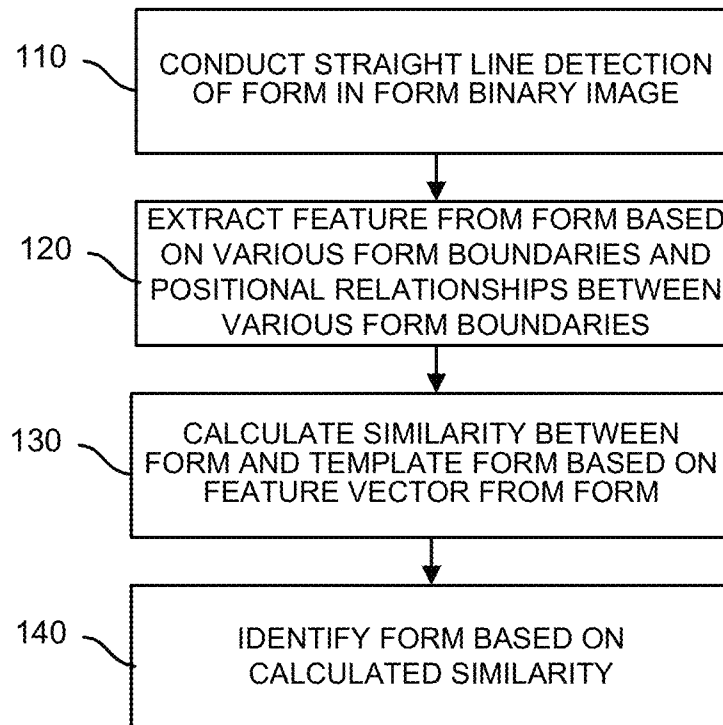 110
CONDUCT STRAIGHT LINE DETECTION
OF FORM IN FORM BINARY IMAGE
120
EXTRACT FEATURE FROM FORM BASED
ON VARIOUS FORM BOUNDARIES AND
POSITIONAL RELATIONSHIPS BETWEEN
VARIOUS FORM BOUNDARIES
130
CALCULATE SIMILARITY BETWEEN
FORM AND TEMPLATE FORM BASED ON
FEATURE VECTOR FROM FORM
140
IDENTIFY FORM BASED ON
CALCULATED SIMILARITY